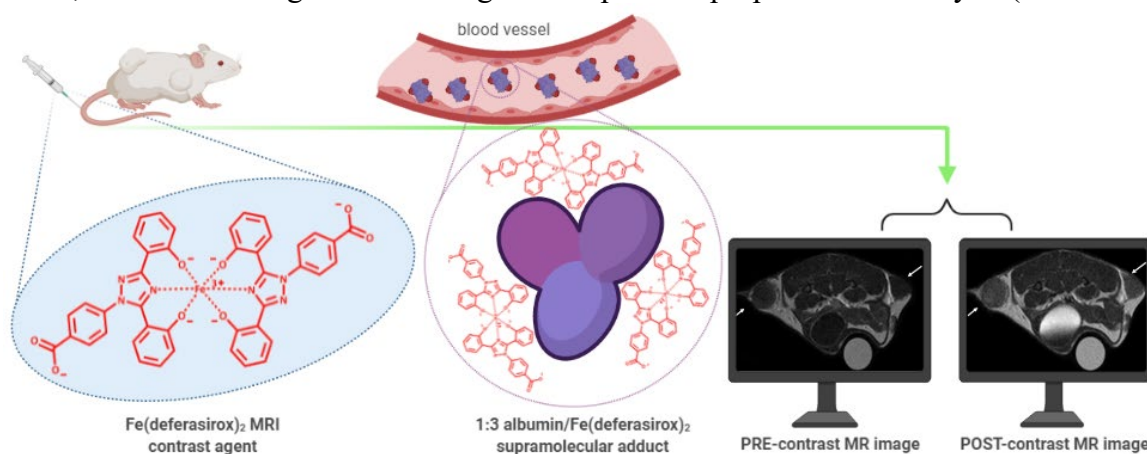 blood vessel
Fe(deferasirox)₂ MRI
contrast agent
1:3 albumin/Fe(deferasirox)₂
supramolecular adduct
PRE-contrast MR image
POST-contrast MR image